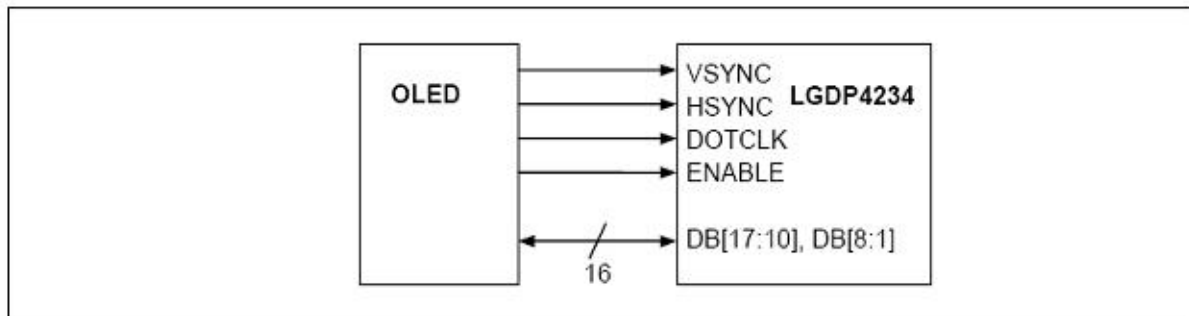 OLED
VSYNC
HSYNC
LGDP4234
DOTCLK
ENABLE
DB[17:10], DB[8:1]
16